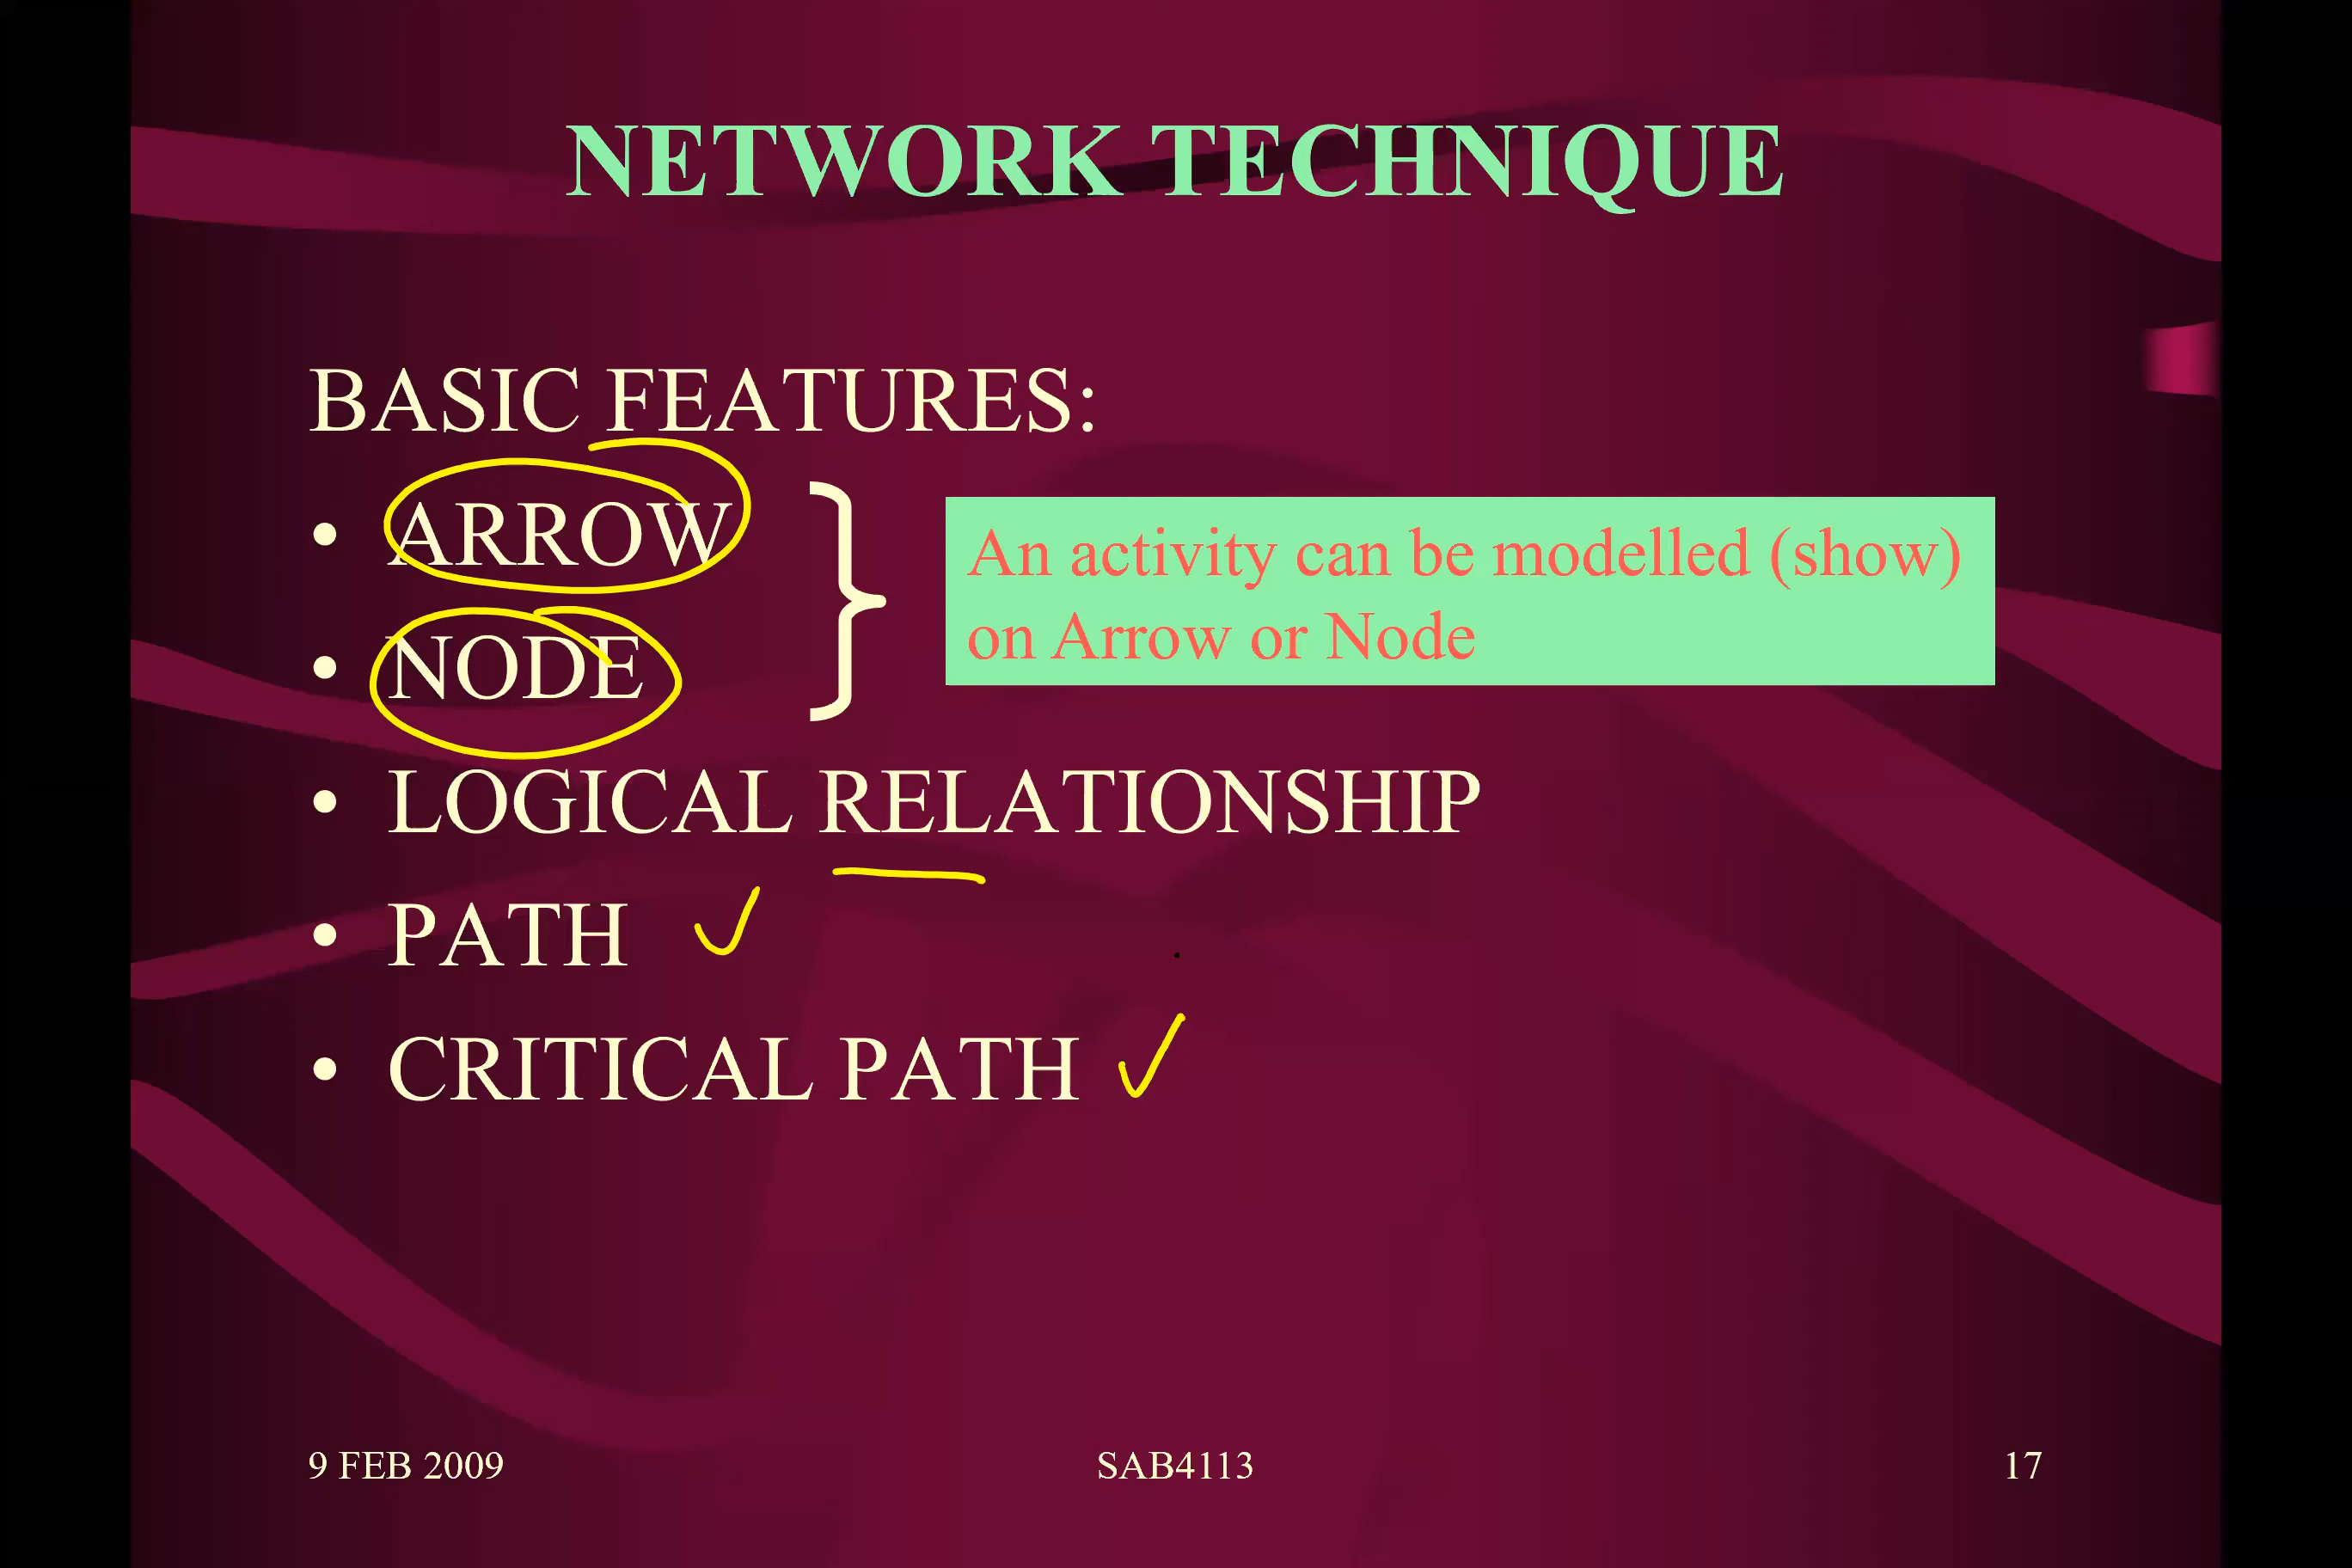 NETWORK TECHNIQUE
BASIC FEATURES:
• ARROW
• NODE
An activity can be modelled (show)
on Arrow or Node
• LOGICAL RELATIONSHIP
• PATH
• CRITICAL PATH
9 FEB 2009
SAB4113
17